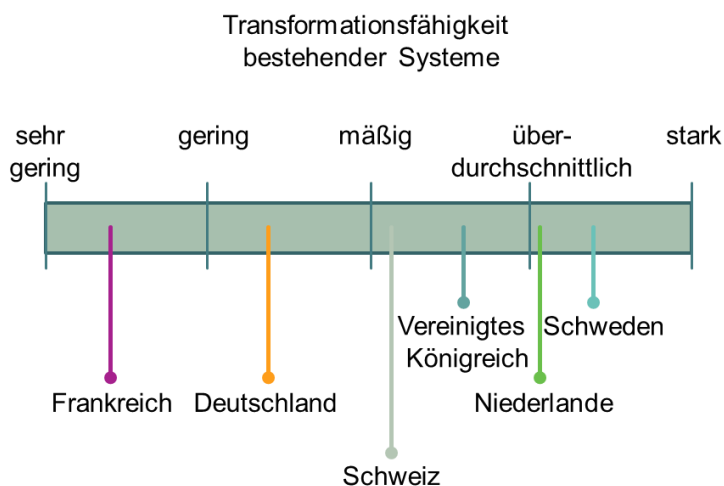 Transformationsfähigkeit
bestehender Systeme
sehr
gering
gering
mäßig
über-
durchschnittlich
stark
Vereinigtes
Königreich
Schweden
Frankreich
Deutschland
Niederlande
Schweiz